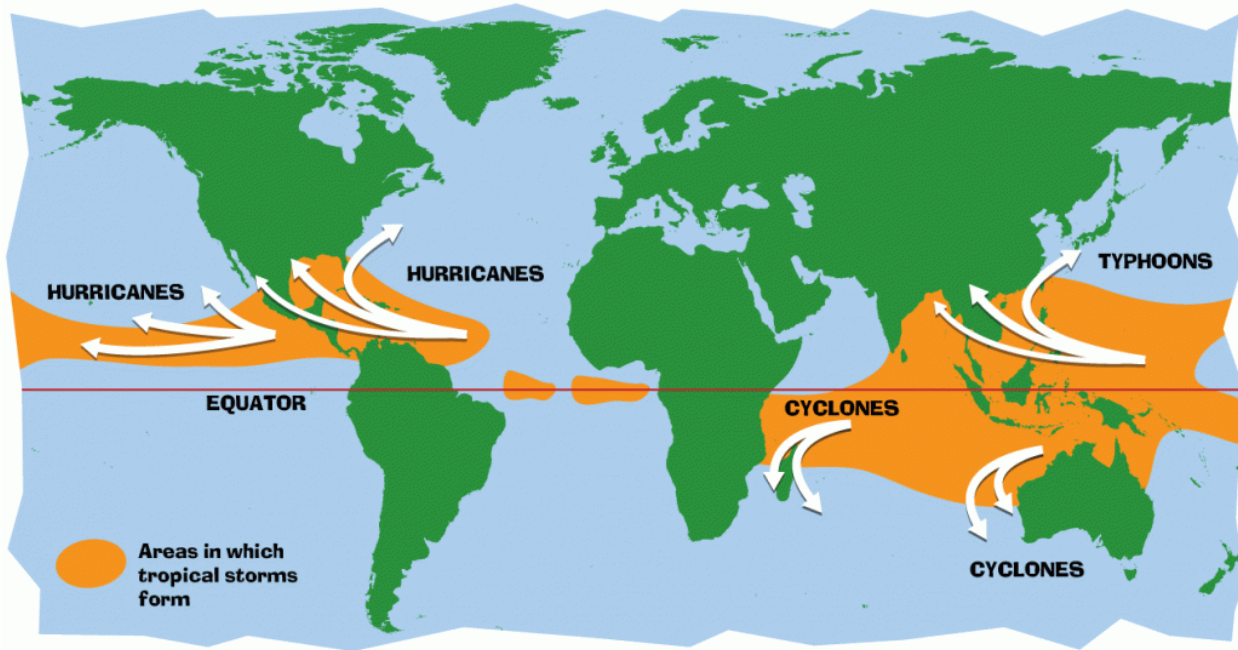 HURRICANES
HURRICANES
TYPHOONS
EQUATOR
CYCLONES
Areas in which
tropical storms
form
CYCLONES